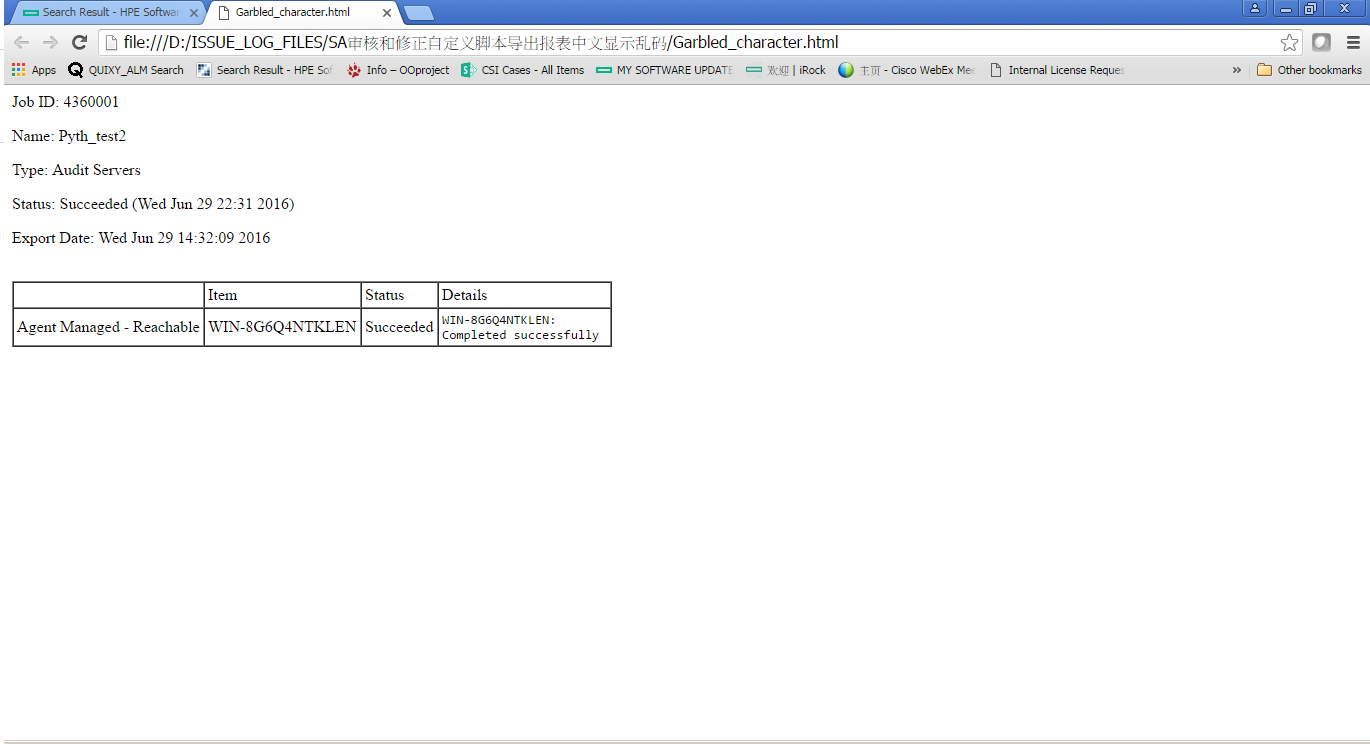 Search Result - HPE Softwar
Garbled_character.html
file:///D:/ISSUE_LOG_FILES/SA审核和修正自定义脚本导出报表中文显示乱码/Garbled_character.html
Apps QUIXY_ALM Search Search Result - HPE Sof Info – OOproject CSI Cases - All Items MY SOFTWARE UPDATE 欢迎 | iRock 主页 - Cisco WebEx Mee Internal License Reques » Other bookmarks
Job ID: 4360001
Name: Pyth_test2
Type: Audit Servers
Status: Succeeded (Wed Jun 29 22:31 2016)
Export Date: Wed Jun 29 14:32:09 2016
Item Status Details
Agent Managed - Reachable WIN-8G6Q4NTKLEN Succeeded WIN-8G6Q4NTKLEN:
Completed successfully